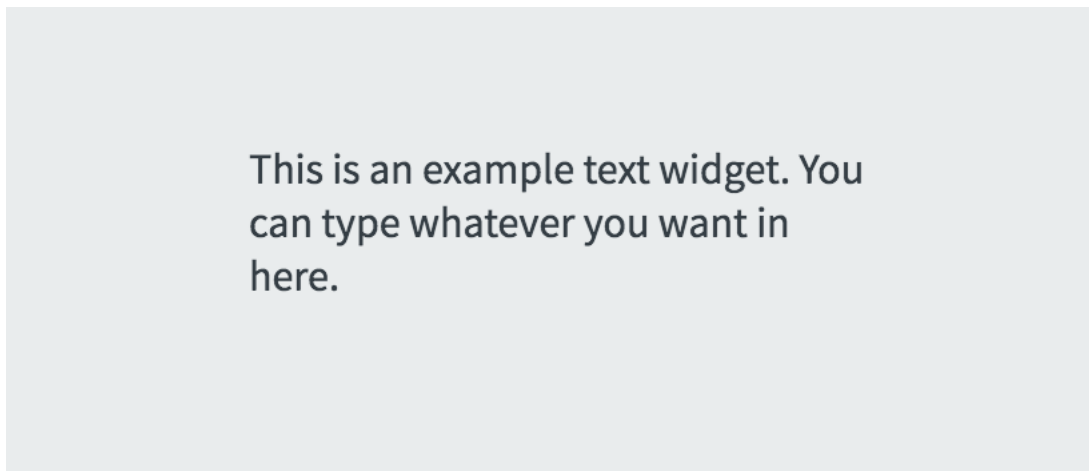 This is an example text widget. You
can type whatever you want in
here.